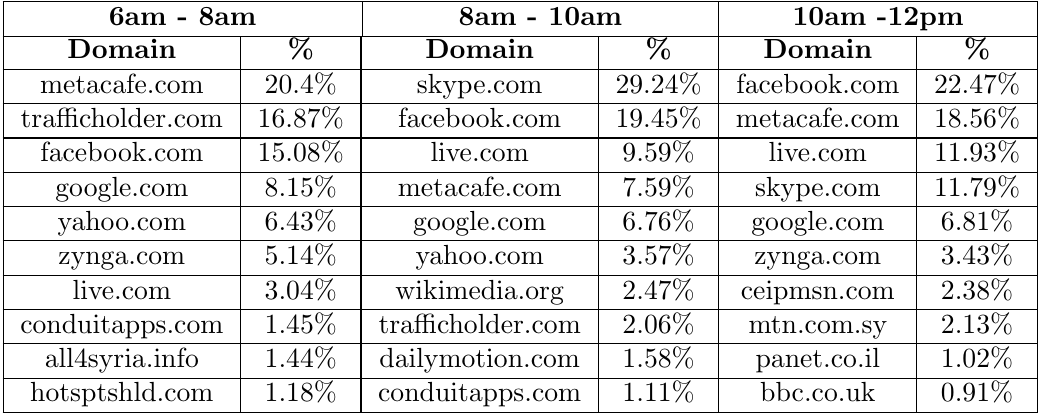 6am - 8am 8am - 10am 10am -12pm
Domain % Domain % Domain %
metacafe.com 20.4% skype.com 29.24% facebook.com 22.47%
trafficholder.com 16.87% facebook.com 19.45% metacafe.com 18.56%
facebook.com 15.08% live.com 9.59% live.com 11.93%
google.com 8.15% metacafe.com 7.59% skype.com 11.79%
yahoo.com 6.43% google.com 6.76% google.com 6.81%
zynga.com 5.14% yahoo.com 3.57% zynga.com 3.43%
live.com 3.04% wikimedia.org 2.47% ceipmsn.com 2.38%
conduitapps.com 1.45% trafficholder.com 2.06% mtn.com.sy 2.13%
all4syria.info 1.44% dailymotion.com 1.58% panet.co.il 1.02%
hotsptshld.com 1.18% conduitapps.com 1.11% bbc.co.uk 0.91%